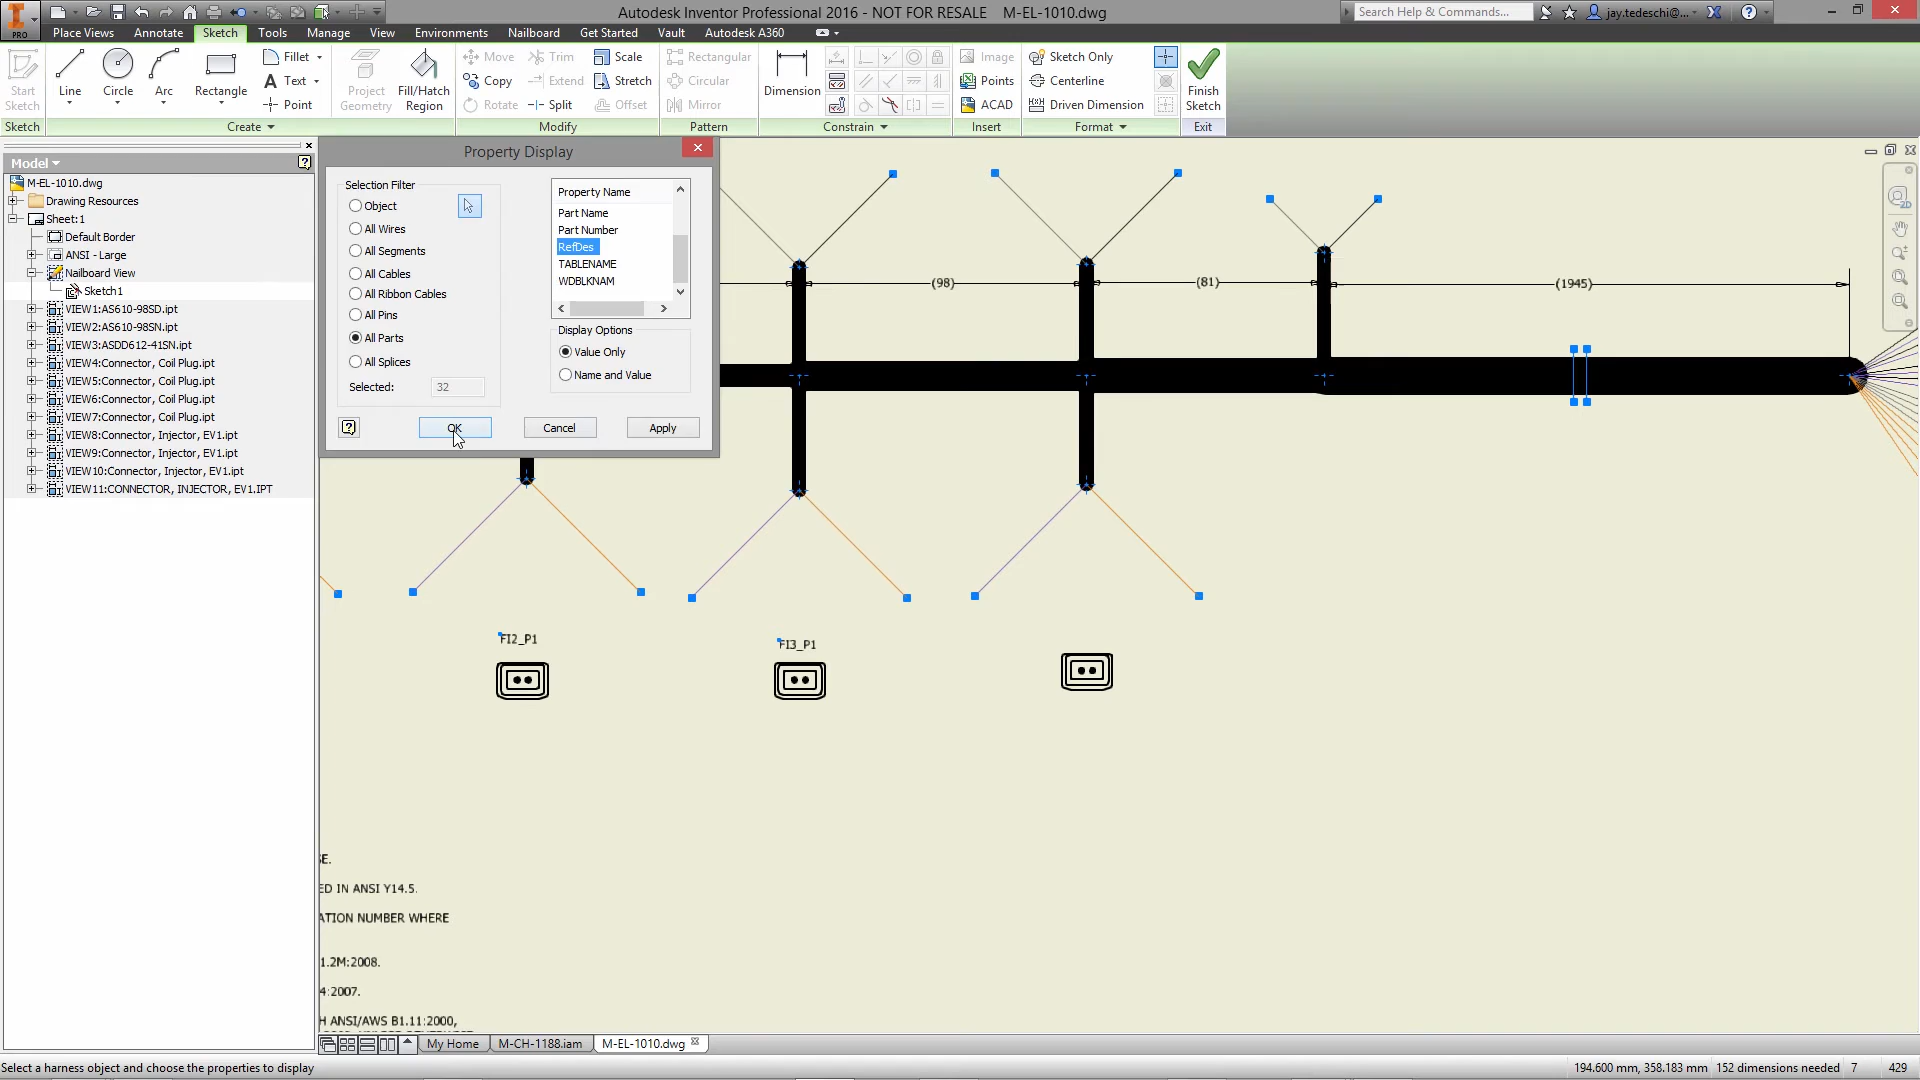 Autodesk Inventor Professional 2016 - NOT FOR RESALE M-EL-1010.dwg
Search Help & Commands...
jay.tedeschi@...
PRO
Place Views Annotate Sketch Tools Manage View Environments Nailboard Get Started Vault Autodesk A360
Start Sketch
Line
Circle
Arc
Rectangle
Fillet
Text
Point
Project Geometry
Fill/Hatch Region
Move
Copy
Rotate
Trim
Extend
Split
Scale
Stretch
Offset
Rectangular
Circular
Mirror
Dimension
Image
Points
ACAD
Sketch Only
Centerline
Driven Dimension
Finish Sketch
Sketch Create Modify Pattern Constrain Insert Format Exit
Model
M-EL-1010.dwg
Drawing Resources
Sheet:1
Default Border
ANSI - Large
Nailboard View
Sketch1
VIEW1:AS610-98SD.ipt
VIEW2:AS610-98SN.ipt
VIEW3:ASDD612-41SN.ipt
VIEW4:Connector, Coil Plug.ipt
VIEW5:Connector, Coil Plug.ipt
VIEW6:Connector, Coil Plug.ipt
VIEW7:Connector, Coil Plug.ipt
VIEW8:Connector, Injector, EV1.ipt
VIEW9:Connector, Injector, EV1.ipt
VIEW10:Connector, Injector, EV1.ipt
VIEW11:CONNECTOR, INJECTOR, EV1.IPT
Property Display
Selection Filter
Object
All Wires
All Segments
All Cables
All Ribbon Cables
All Pins
All Parts
All Splices
Selected: 32
Property Name
Part Name
Part Number
RefDes
TABLENAME
WDBLKNAM
Display Options
Value Only
Name and Value
OK Cancel Apply
(98) (81) (1945)
FI2_P1
FI3_P1
SE.
ED IN ANSI Y14.5.
ATION NUMBER WHERE
1.2M:2008.
4:2007.
H ANSI/AWS B1.11:2000,
My Home M-CH-1188.iam M-EL-1010.dwg
Select a harness object and choose the properties to display
194.600 mm, 358.183 mm 152 dimensions needed 7 429